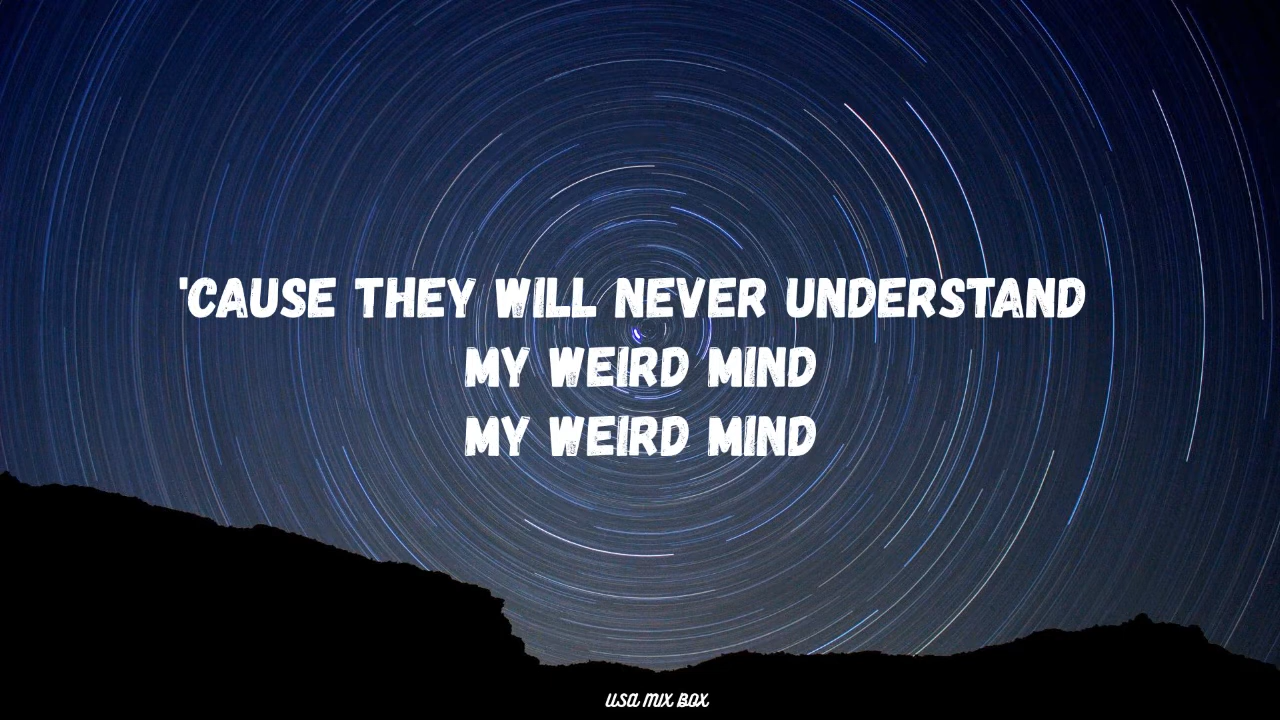 'CAUSE THEY WILL NEVER UNDERSTAND
MY WEIRD MIND
MY WEIRD MIND
USA MIX BOX